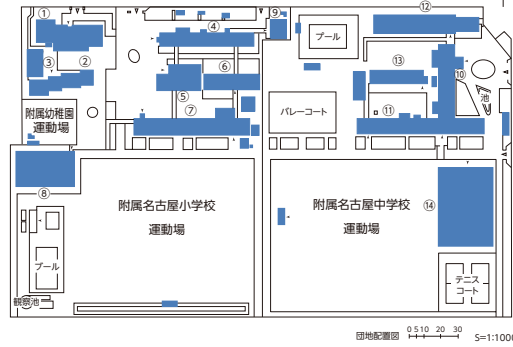 ①
⑨
⑫
④
プール
③
②
⑥
⑬
⑩
⑤
池
附属幼稚園
運動場
⑦
バレーコート
⑪
⑧
附属名古屋小学校
運動場
附属名古屋中学校
運動場
⑭
プール
テニス
コート
観察池
団地配置図
0 5 10 20 30
S=1:1000